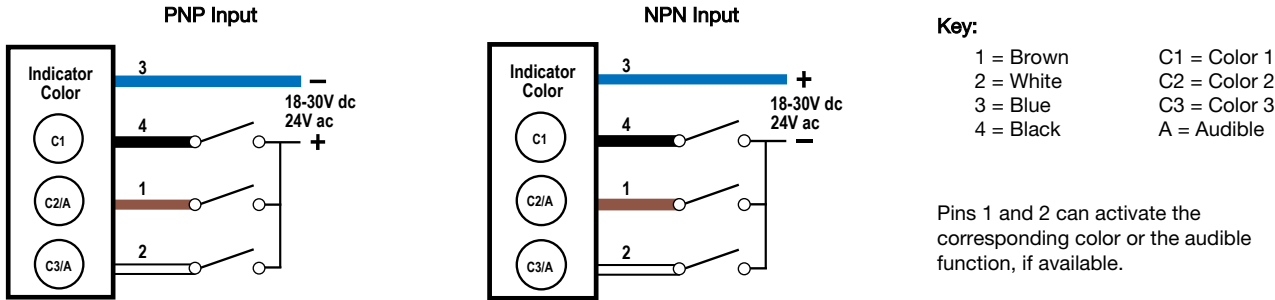 PNP Input
Indicator
Color
C1
C2/A
C3/A
3
4
1
2
−
18-30V dc
24V ac
+
NPN Input
Indicator
Color
C1
C2/A
C3/A
3
4
1
2
+
18-30V dc
24V ac
−
Key:
1 = Brown
2 = White
3 = Blue
4 = Black
C1 = Color 1
C2 = Color 2
C3 = Color 3
A = Audible
Pins 1 and 2 can activate the
corresponding color or the audible
function, if available.